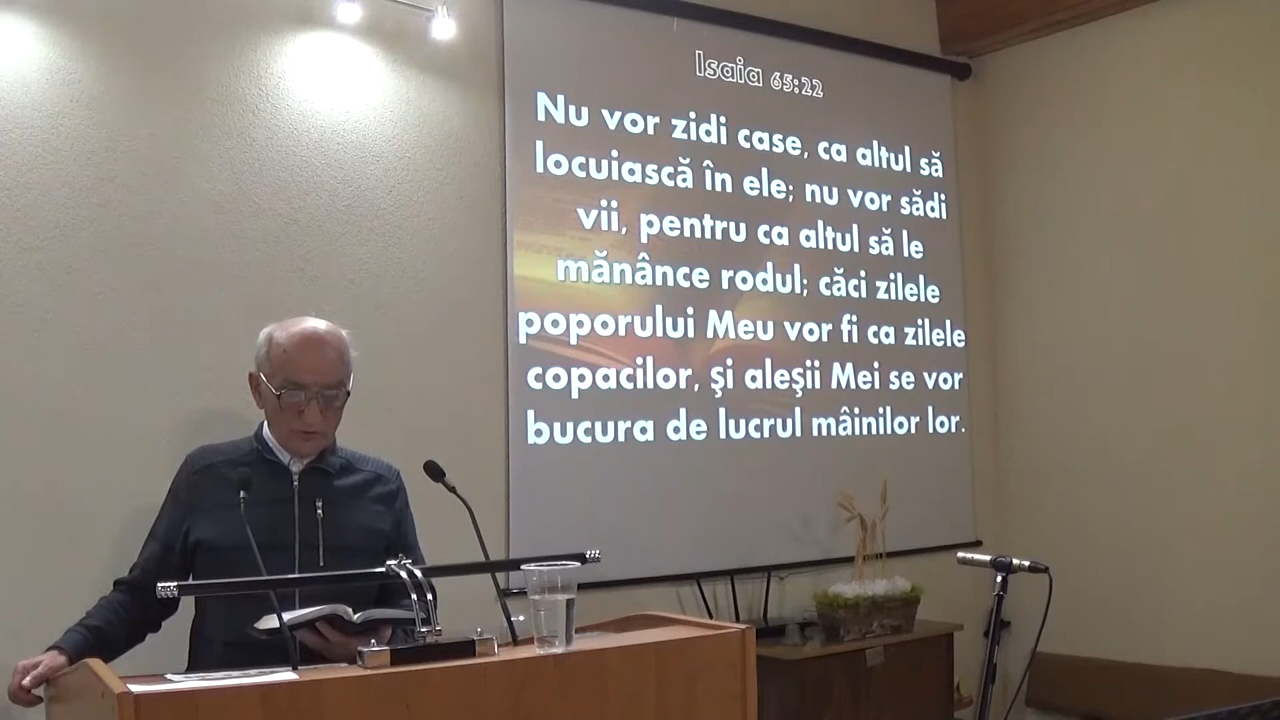 Isaia 65:22
Nu vor zidi case, ca altul să
locuiască în ele; nu vor sădi
vii, pentru ca altul să le
mănânce rodul; căci zilele
poporului Meu vor fi ca zilele
copacilor, şi aleşii Mei se vor
bucura de lucrul mâinilor lor.